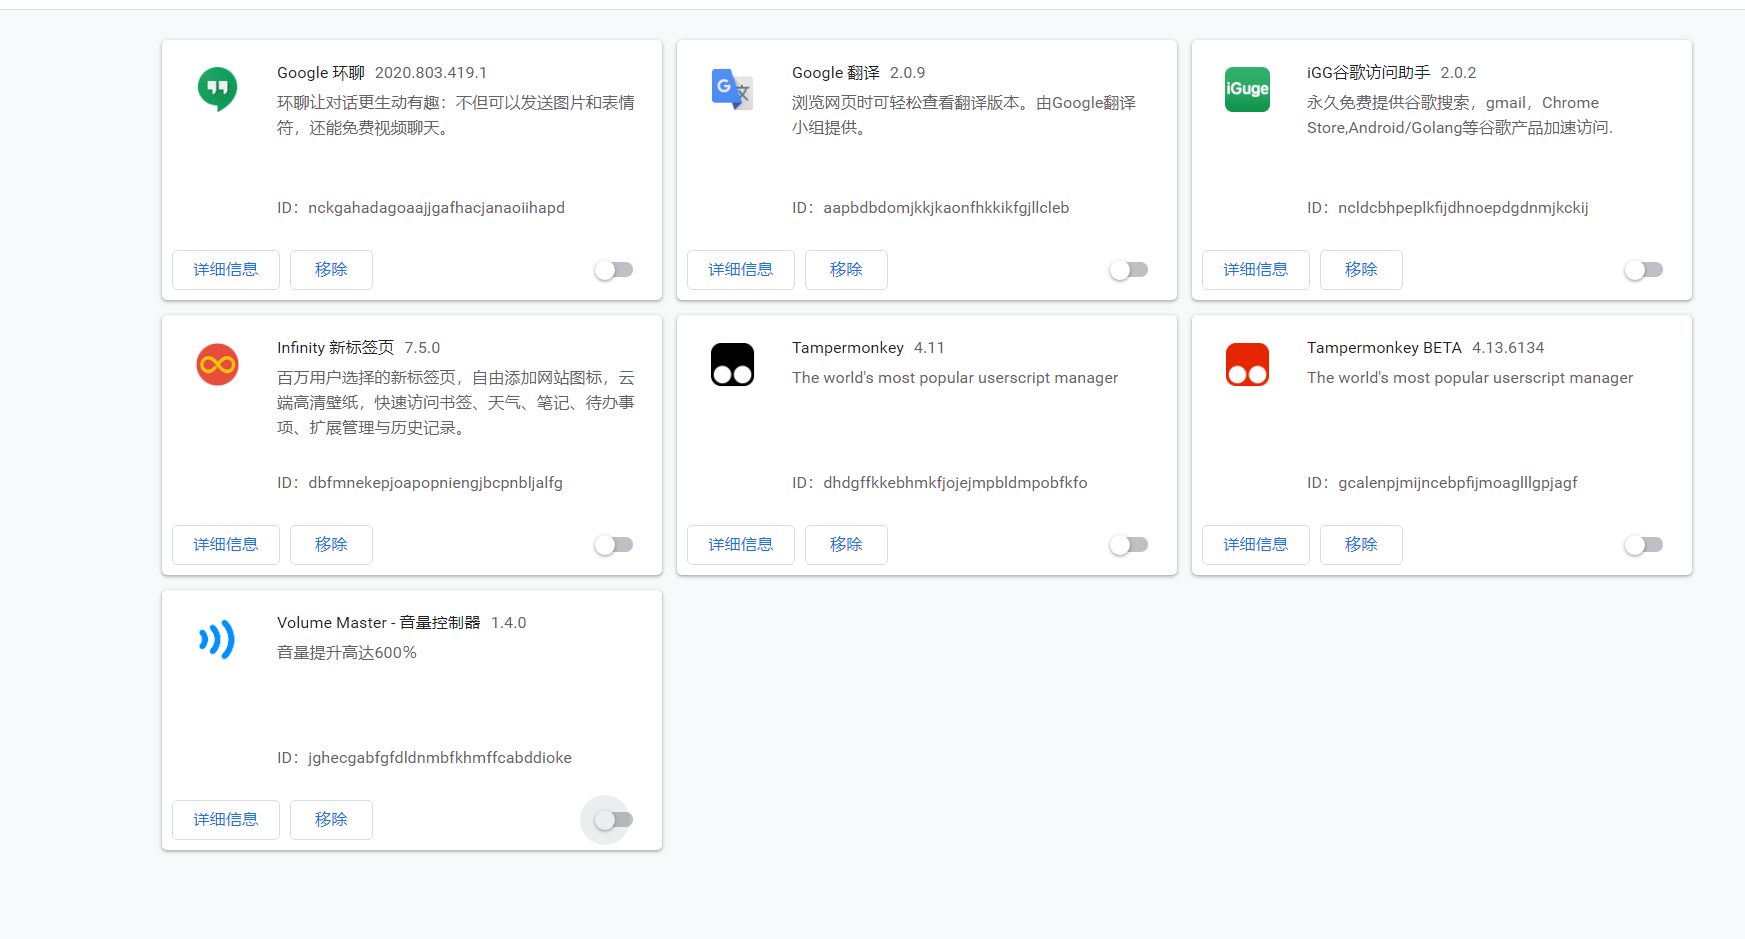 Google 环聊 2020.803.419.1
环聊让对话更生动有趣：不但可以发送图片和表情
符，还能免费视频聊天。
ID：nckgahadagoaajjgafhacjanaoiihapd
详细信息 移除
Google 翻译 2.0.9
浏览网页时可轻松查看翻译版本。由Google翻译
小组提供。
ID：aapbdbdomjkkjkaonfhkkikfgjllcleb
详细信息 移除
iGuge
iGG谷歌访问助手 2.0.2
永久免费提供谷歌搜索，gmail，Chrome
Store,Android/Golang等谷歌产品加速访问.
ID：ncldcbhpeplkfijdhnoepdgdnmjkckij
详细信息 移除
Infinity 新标签页 7.5.0
百万用户选择的新标签页，自由添加网站图标，云
端高清壁纸，快速访问书签、天气、笔记、待办事
项、扩展管理与历史记录。
ID：dbfmnekepjoapopniengjbcpnbljalfg
详细信息 移除
Tampermonkey 4.11
The world's most popular userscript manager
ID：dhdgffkkebhmkfjojejmpbldmpobfkfo
详细信息 移除
Tampermonkey BETA 4.13.6134
The world's most popular userscript manager
ID：gcalenpjmijncebpfijmoaglllgpjagf
详细信息 移除
Volume Master - 音量控制器 1.4.0
音量提升高达600%
ID：jghecgabfgfdldnmbfkhmffcabddioke
详细信息 移除